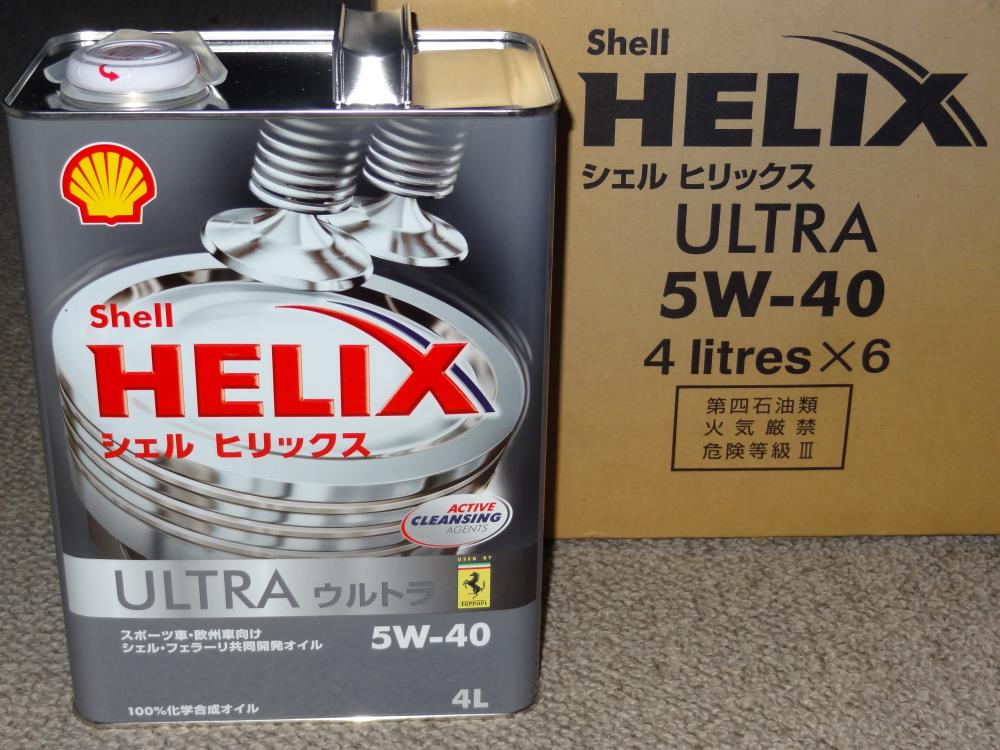 Shell
HELIX
シェル ヒリックス
ACTIVE
CLEANSING
AGENTS
ULTRA ウルトラ
USED BY
Ferrari
スポーツ車・欧州車向け
シェル・フェラーリ共同開発オイル
5W-40
100%化学合成オイル
4L
Shell
HELIX
シェル ヒリックス
ULTRA
5W-40
4 litres×6
第四石油類
火気厳禁
危険等級Ⅲ